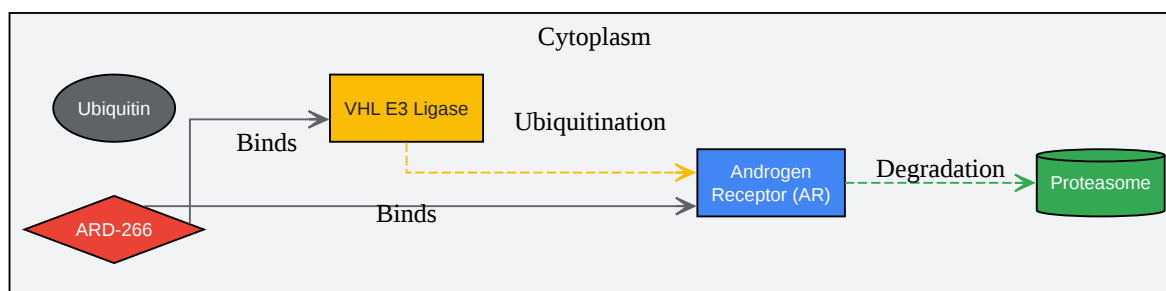 Cytoplasm
Ubiquitin
VHL E3 Ligase
Binds
Ubiquitination
Androgen
Receptor (AR)
Degradation
Proteasome
ARD-266
Binds